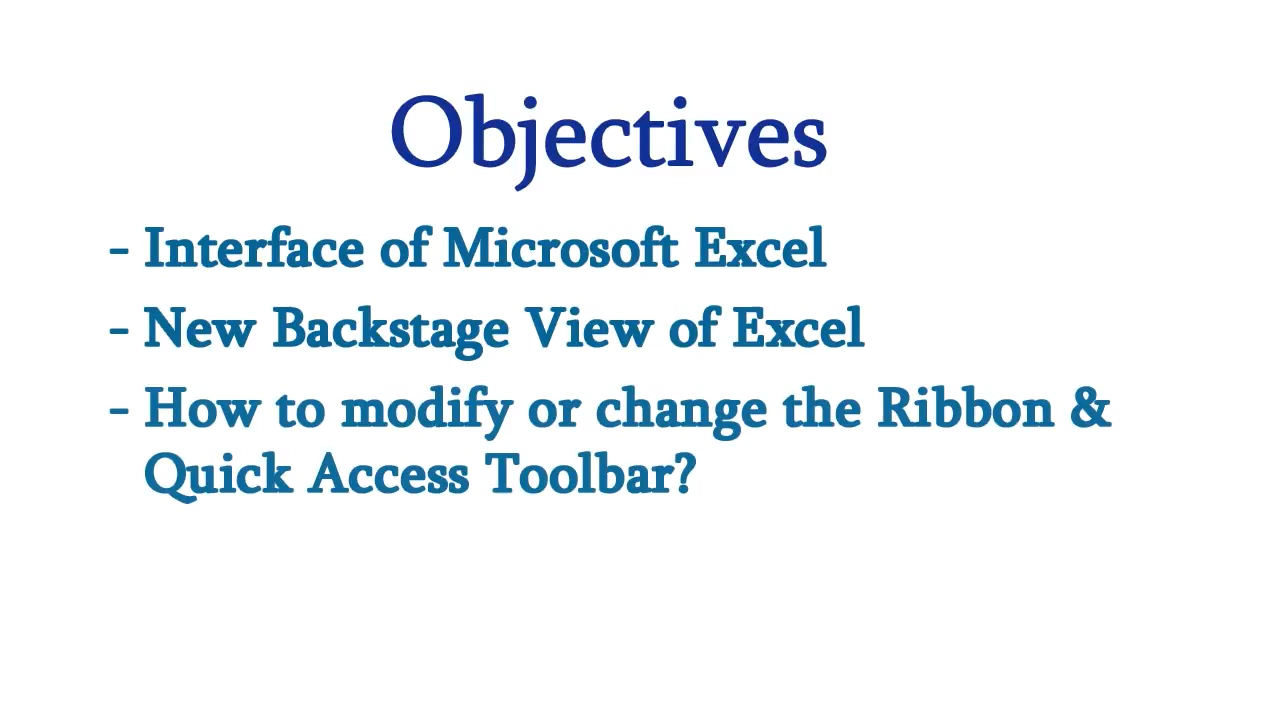 Objectives
- Interface of Microsoft Excel
- New Backstage View of Excel
- How to modify or change the Ribbon &
Quick Access Toolbar?